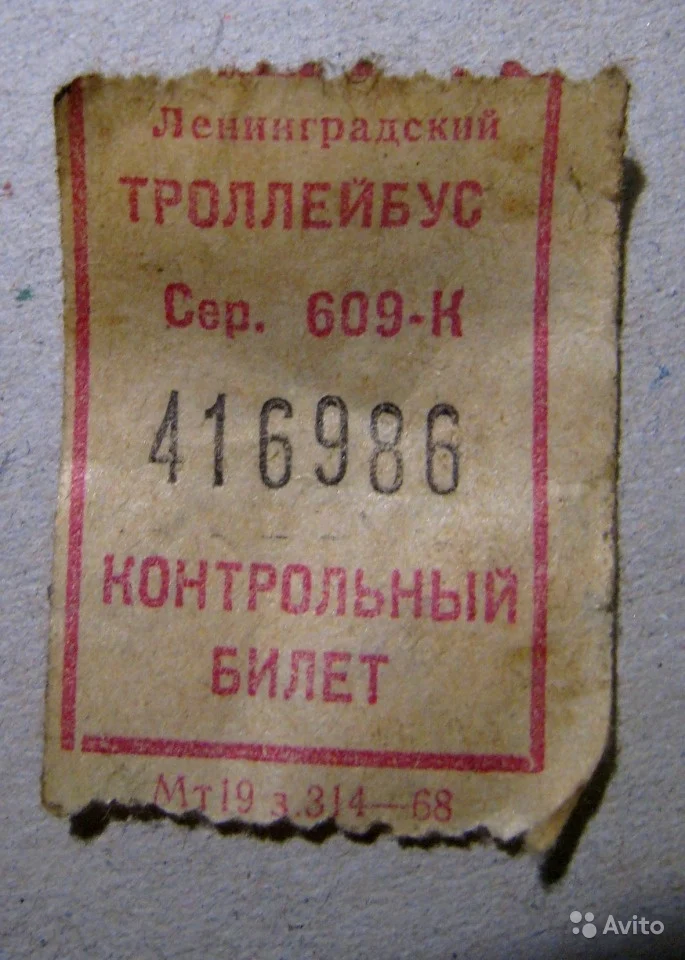 Ленинградский
ТРОЛЛЕЙБУС
Сер. 609-К
416986
КОНТРОЛЬНЫЙ
БИЛЕТ
Мт19 з.314—68
Avito